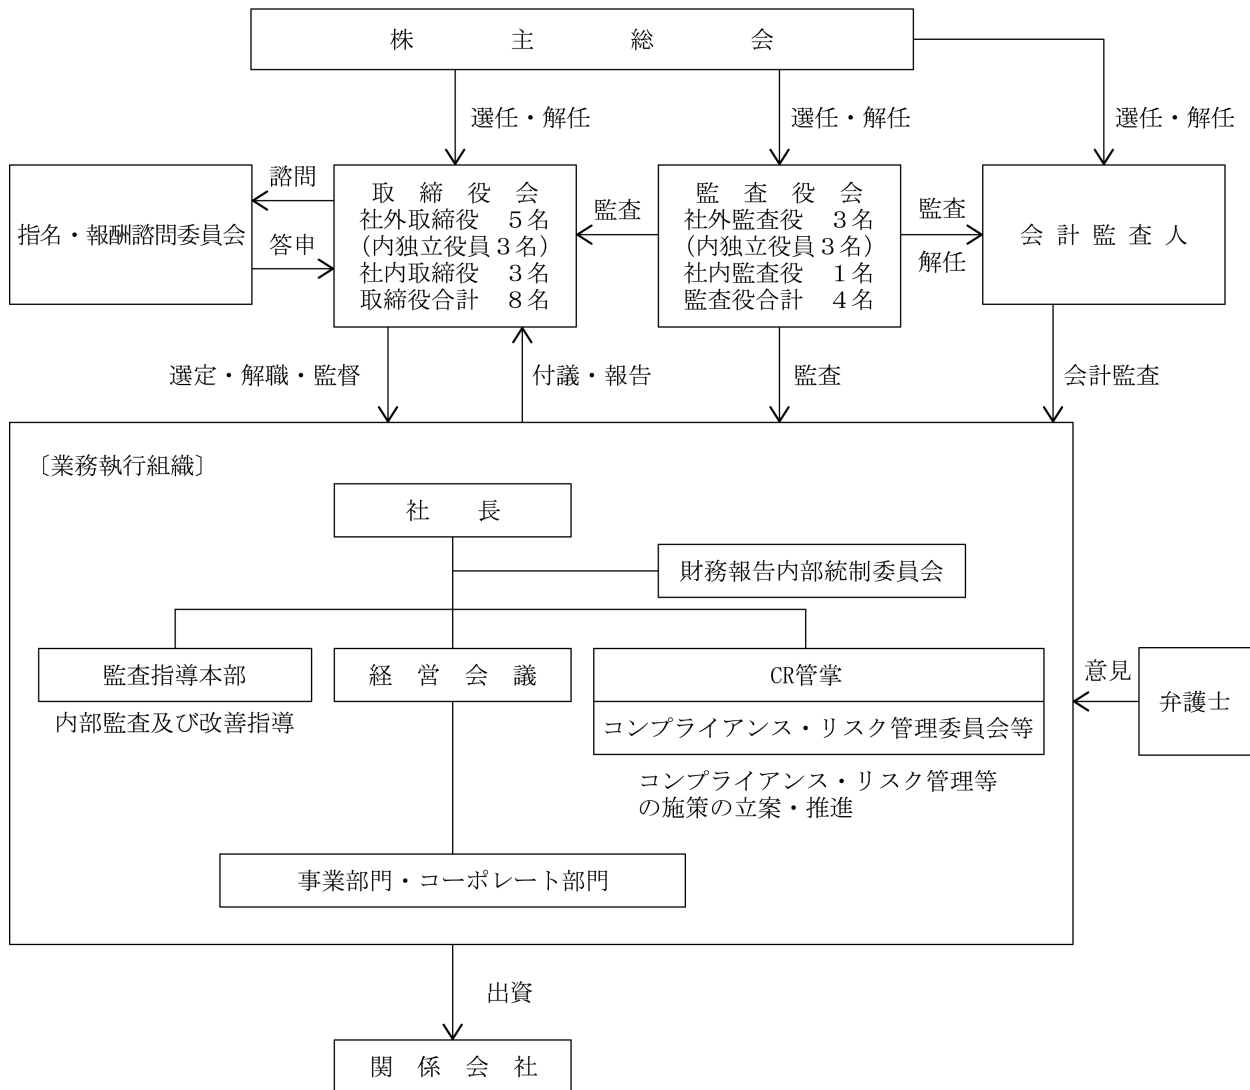 株主総会
選任・解任
選任・解任
選任・解任
指名・報酬諮問委員会
諮問
答申
取締役会
社外取締役 5名
(内独立役員3名)
社内取締役 3名
取締役合計 8名
監査
監査役会
社外監査役 3名
(内独立役員3名)
社内監査役 1名
監査役合計 4名
監査
解任
会計監査人
選定・解職・監督
付議・報告
監査
会計監査
〔業務執行組織〕
社長
財務報告内部統制委員会
監査指導本部
内部監査及び改善指導
経営会議
CR管掌
コンプライアンス・リスク管理委員会等
コンプライアンス・リスク管理等
の施策の立案・推進
意見
弁護士
事業部門・コーポレート部門
出資
関係会社